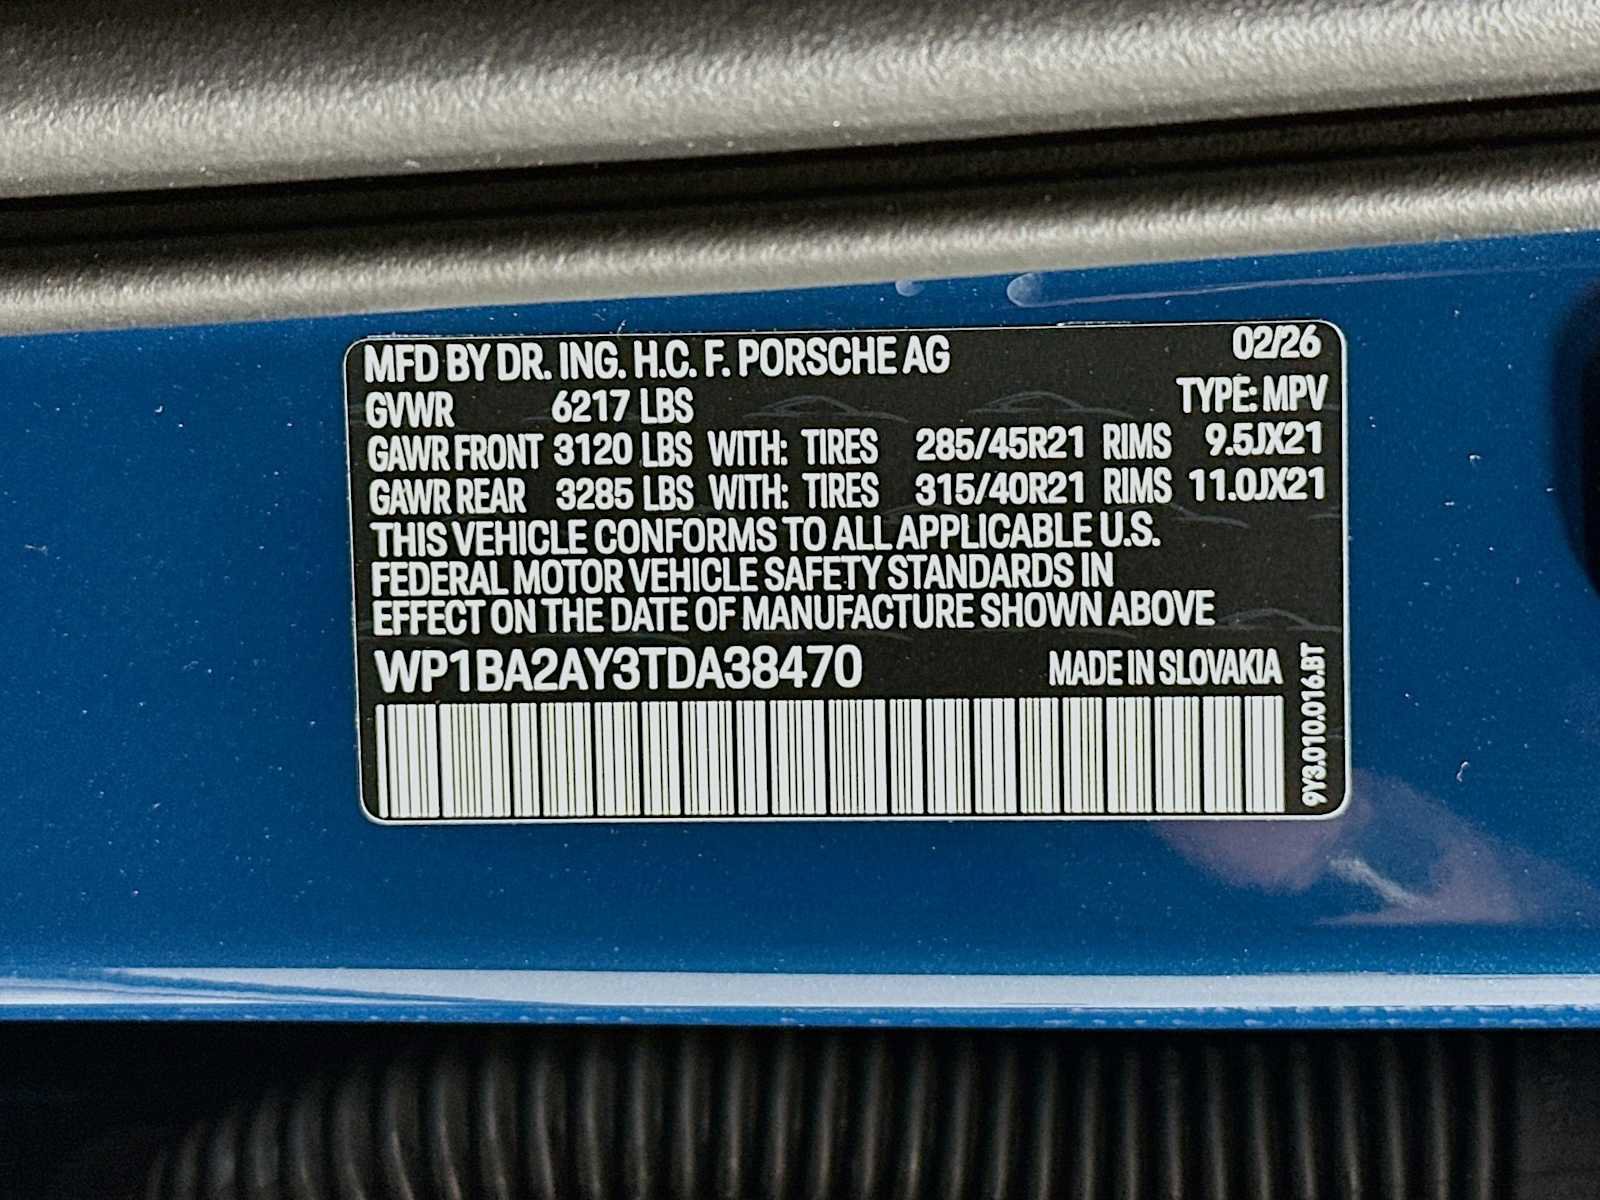 MFD BY DR. ING. H.C. F. PORSCHE AG 02/26
GVWR 6217 LBS TYPE: MPV
GAWR FRONT 3120 LBS WITH: TIRES 285/45R21 RIMS 9.5JX21
GAWR REAR 3285 LBS WITH: TIRES 315/40R21 RIMS 11.0JX21
THIS VEHICLE CONFORMS TO ALL APPLICABLE U.S.
FEDERAL MOTOR VEHICLE SAFETY STANDARDS IN
EFFECT ON THE DATE OF MANUFACTURE SHOWN ABOVE
WP1BA2AY3TDA38470 MADE IN SLOVAKIA
9Y3.010.016.BT